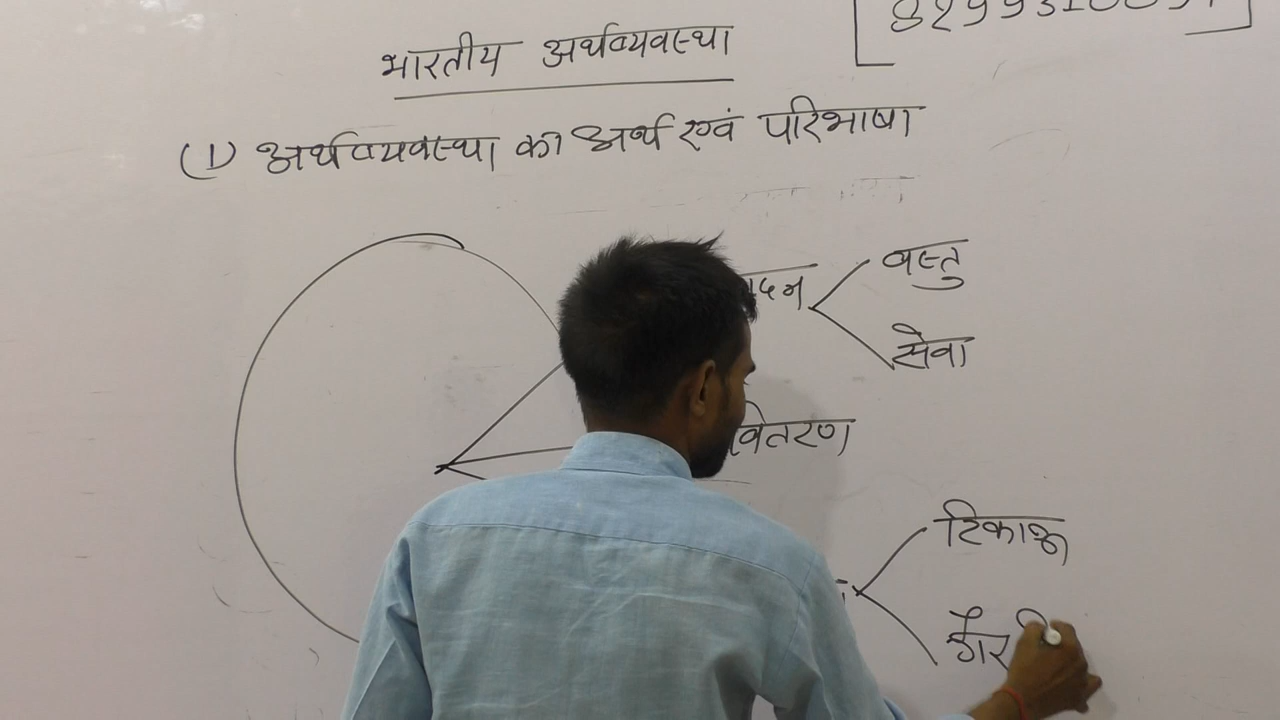 भारतीय अर्थव्यवस्था
(1) अर्थव्यवस्था का अर्थ एवं परिभाषा
वस्तु
सेवा
वितरण
टिकाऊ
गैर